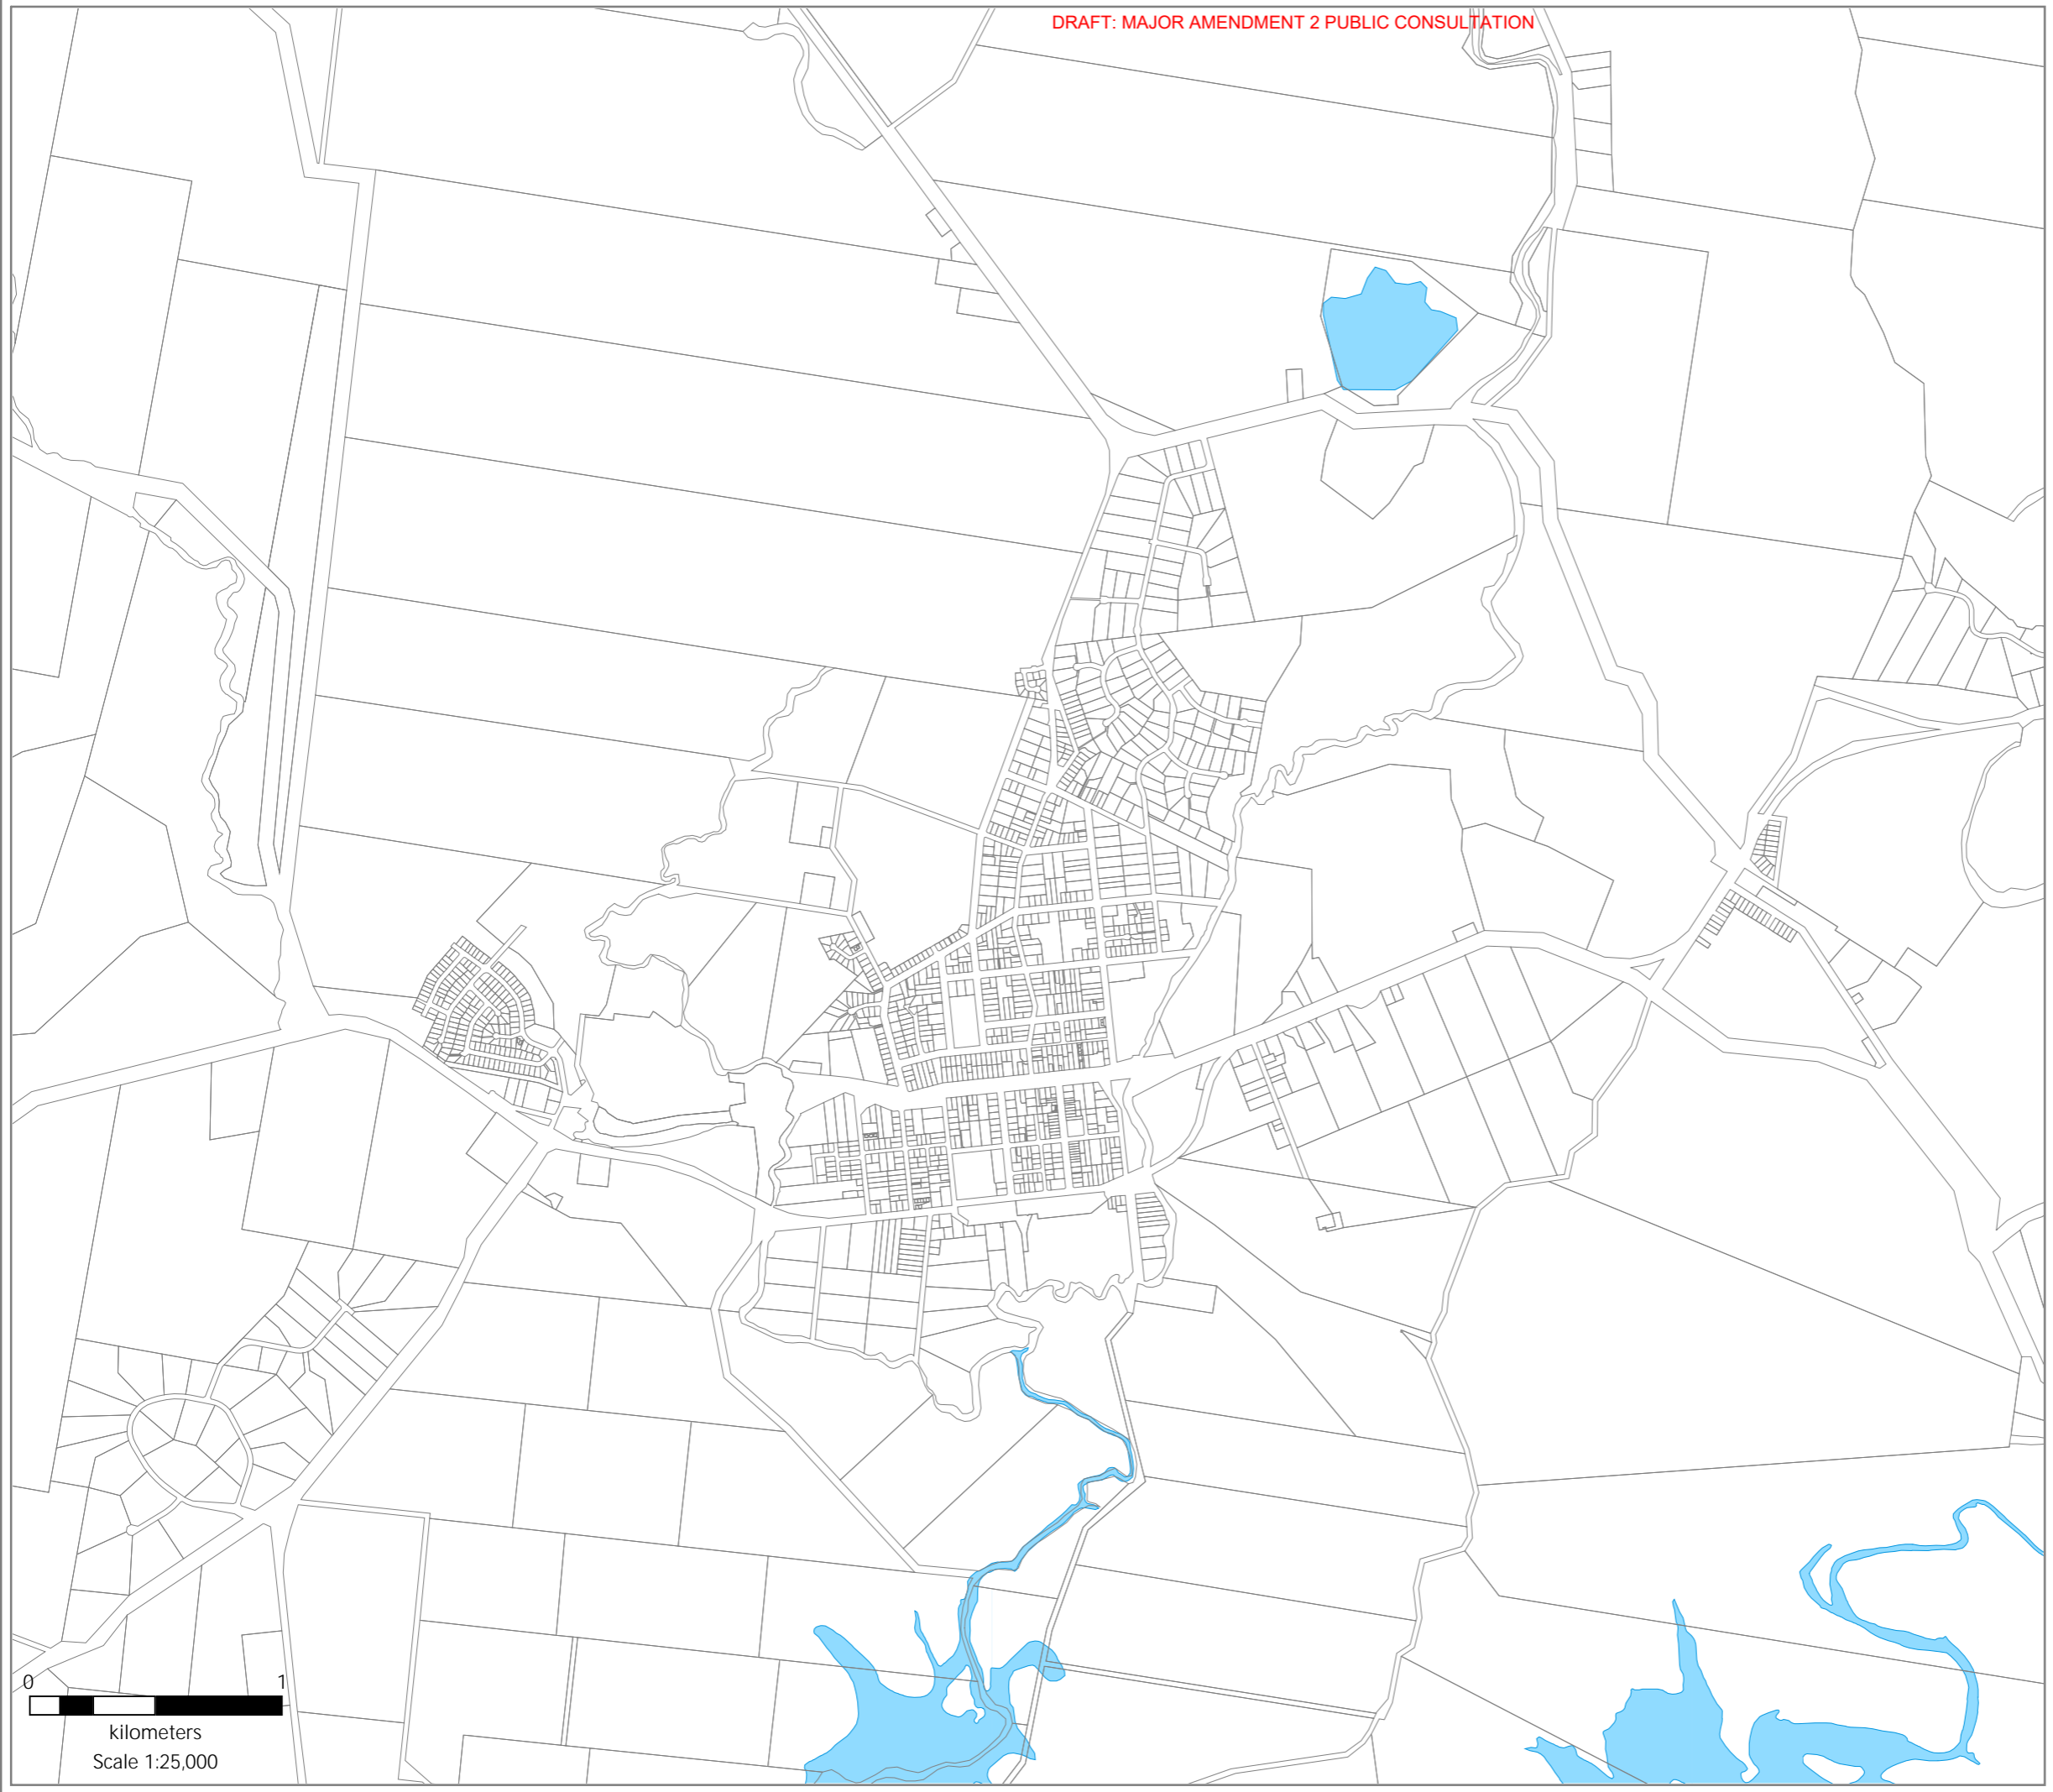 DRAFT: MAJOR AMENDMENT 2 PUBLIC CONSULTATION
0 1
kilometers
Scale 1:25,000